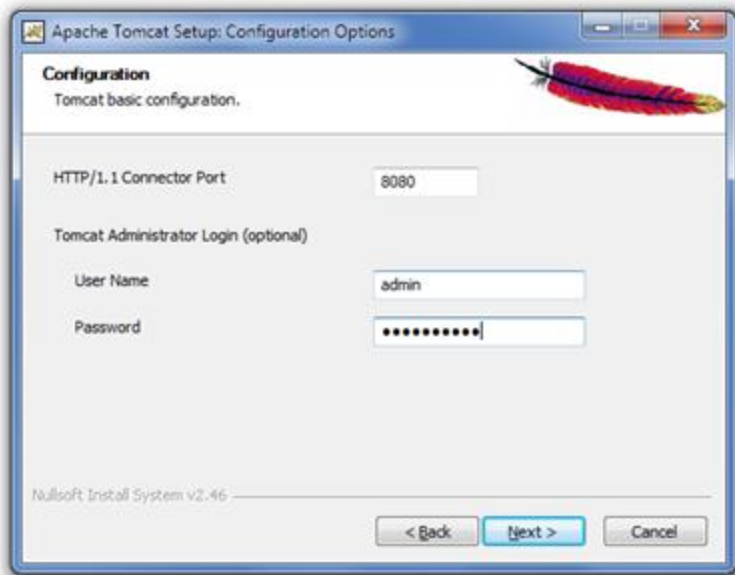 Apache Tomcat Setup: Configuration Options
Configuration
Tomcat basic configuration.
HTTP/1.1 Connector Port
8080
Tomcat Administrator Login (optional)
User Name
admin
Password
●●●●●●●●●●
Nullsoft Install System v2.46
< Back
Next >
Cancel